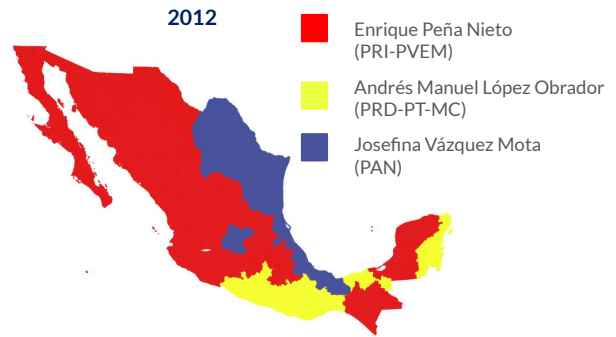 2012
Enrique Peña Nieto
(PRI-PVEM)
Andrés Manuel López Obrador
(PRD-PT-MC)
Josefina Vázquez Mota
(PAN)